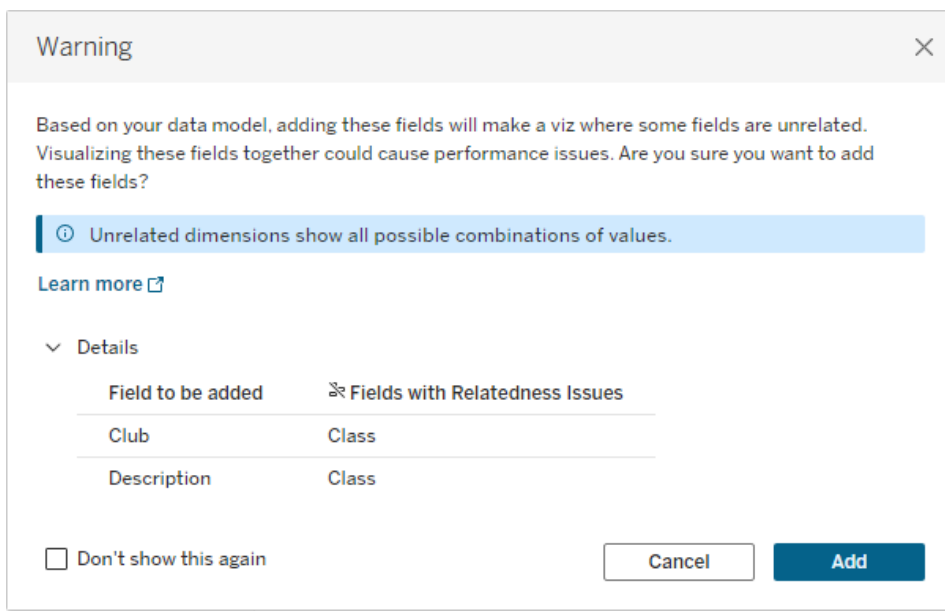 Warning
Based on your data model, adding these fields will make a viz where some fields are unrelated.
Visualizing these fields together could cause performance issues. Are you sure you want to add
these fields?
Unrelated dimensions show all possible combinations of values.
Learn more
Details
Field to be added Fields with Relatedness Issues
Club Class
Description Class
Don't show this again Cancel Add